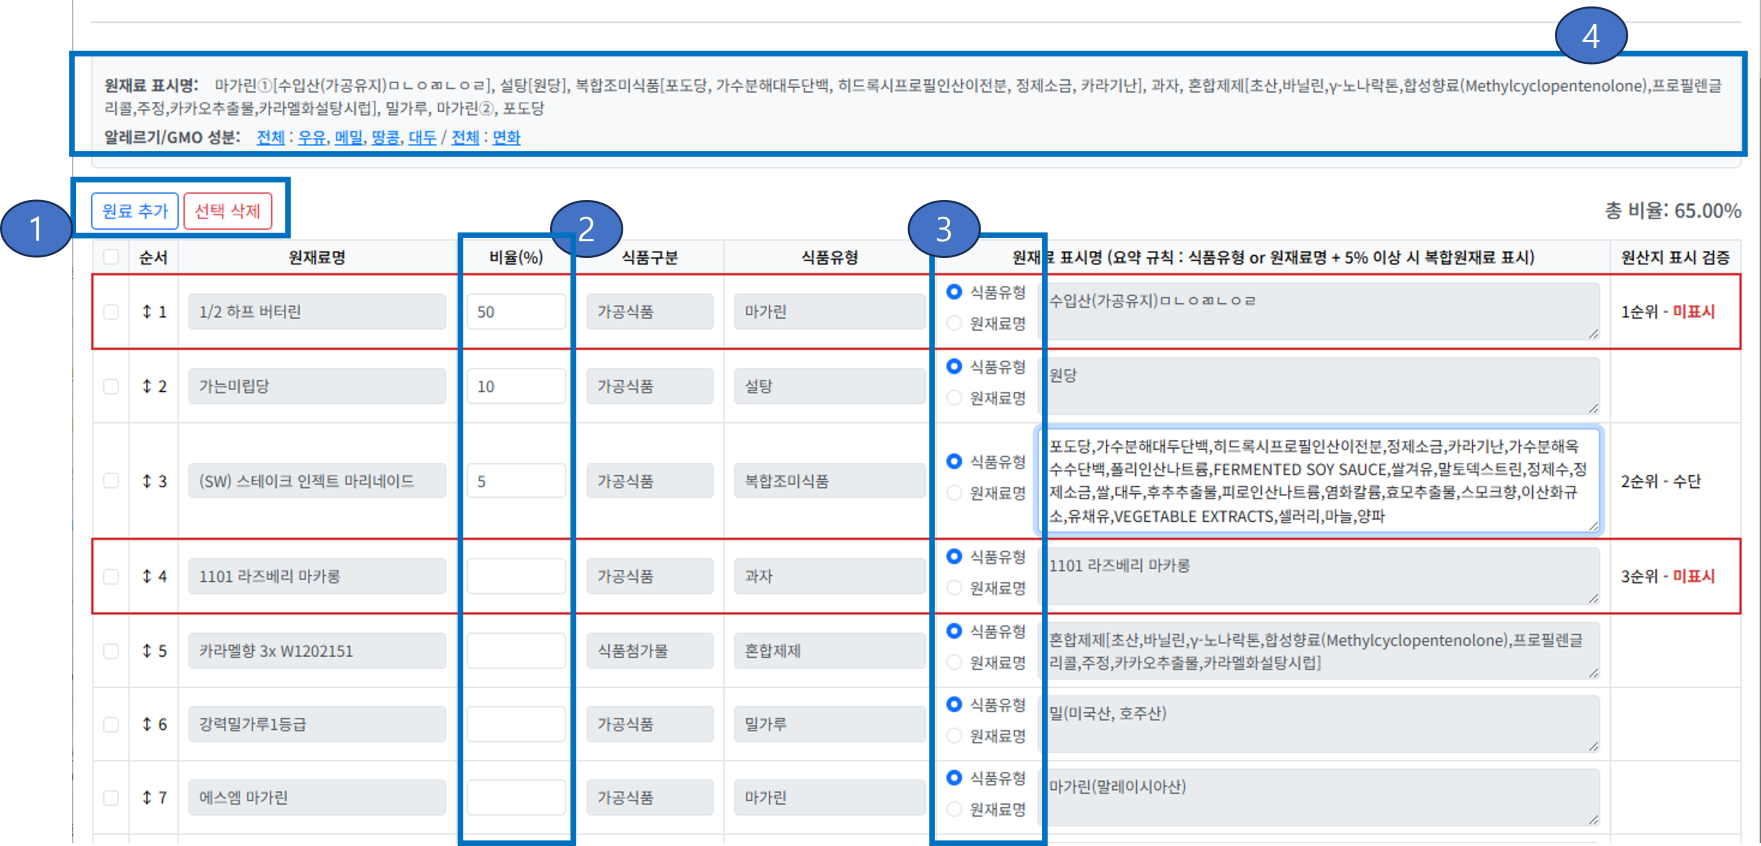 4
원재료 표시명: 마가린①[수입산(가공유지)ㅁㄴㅇㄻㄴㅇㄹ], 설탕[원당], 복합조미식품[포도당, 가수분해대두단백, 히드록시프로필인산이전분, 정제소금, 카라기난], 과자, 혼합제제[초산,바닐린,γ-노나락톤,합성향료(Methylcyclopentenolone),프로필렌글
리콜,주정,카카오추출물,카라멜화설탕시럽], 밀가루, 마가린②, 포도당
알레르기/GMO 성분: 전체 : 우유, 메밀, 땅콩, 대두 / 전체 : 면화
1
원료 추가 선택 삭제
2
3
총 비율: 65.00%
순서 원재료명 비율(%) 식품구분 식품유형 원재료 표시명 (요약 규칙 : 식품유형 or 원재료명 + 5% 이상 시 복합원재료 표시) 원산지 표시 검증
↕ 1 1/2 하프 버터린 50 가공식품 마가린 식품유형 수입산(가공유지)ㅁㄴㅇㄻㄴㅇㄹ 1순위 - 미표시
원재료명
↕ 2 가는미립당 10 가공식품 설탕 식품유형 원당
원재료명
↕ 3 (SW) 스테이크 인젝트 마리네이드 5 가공식품 복합조미식품 식품유형 2순위 - 수단
원재료명
포도당,가수분해대두단백,히드록시프로필인산이전분,정제소금,카라기난,가수분해옥
수수단백,폴리인산나트륨,FERMENTED SOY SAUCE,쌀겨유,말토덱스트린,정제수,정
제소금,쌀,대두,후추추출물,피로인산나트륨,염화칼륨,효모추출물,스모크향,이산화규
소,유채유,VEGETABLE EXTRACTS,셀러리,마늘,양파
↕ 4 1101 라즈베리 마카롱 가공식품 과자 식품유형 1101 라즈베리 마카롱 3순위 - 미표시
원재료명
↕ 5 카라멜향 3x W1202151 식품첨가물 혼합제제 식품유형 혼합제제[초산,바닐린,γ-노나락톤,합성향료(Methylcyclopentenolone),프로필렌글
원재료명 리콜,주정,카카오추출물,카라멜화설탕시럽]
↕ 6 강력밀가루1등급 가공식품 밀가루 식품유형 밀(미국산, 호주산)
원재료명
↕ 7 에스엠 마가린 가공식품 마가린 식품유형 마가린(말레이시아산)
원재료명